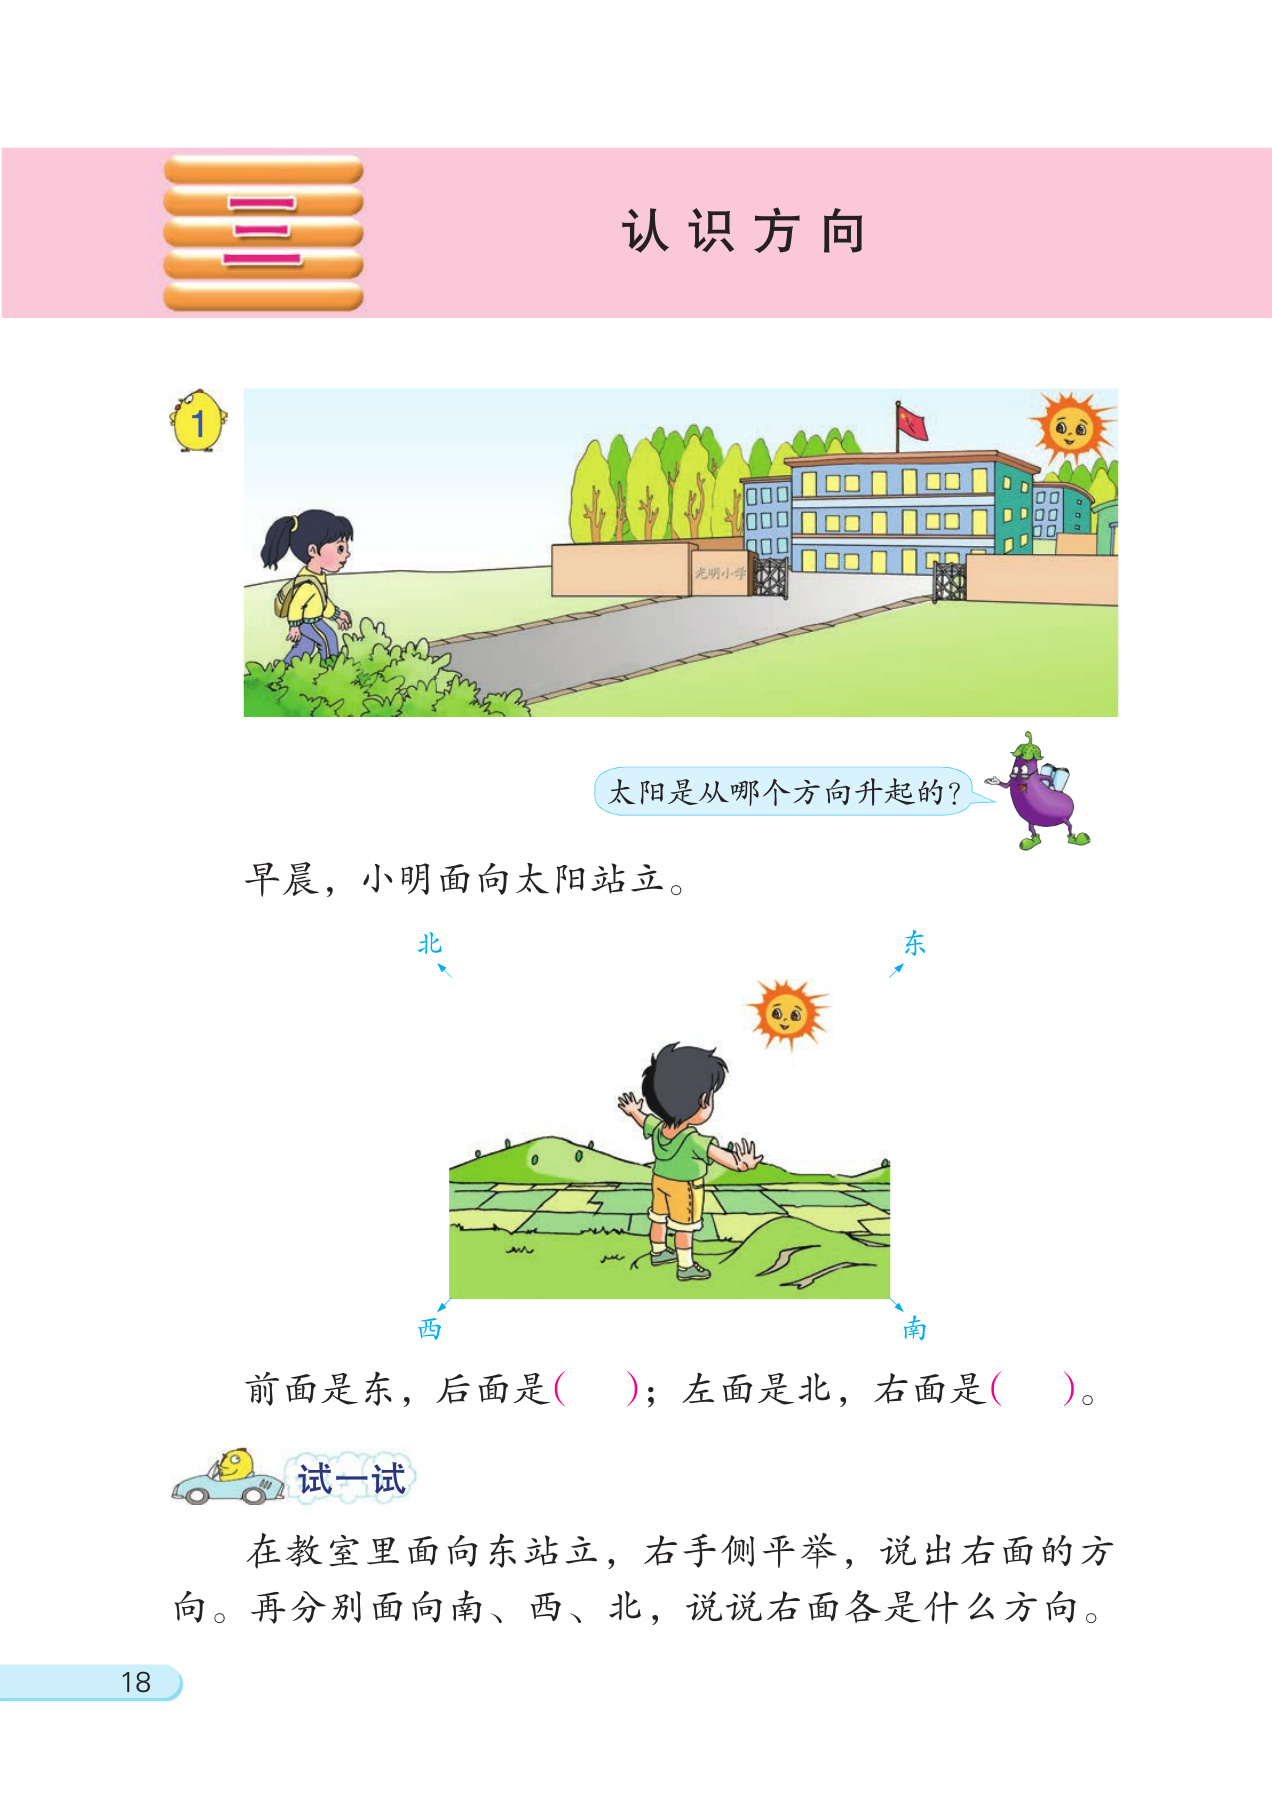 三
认识方向
1
光明小学
太阳是从哪个方向升起的？
早晨，小明面向太阳站立。
北 东
西 南
前面是东，后面是（ ）；左面是北，右面是（ ）。
试一试
在教室里面向东站立，右手侧平举，说出右面的方
向。再分别面向南、西、北，说说右面各是什么方向。
18